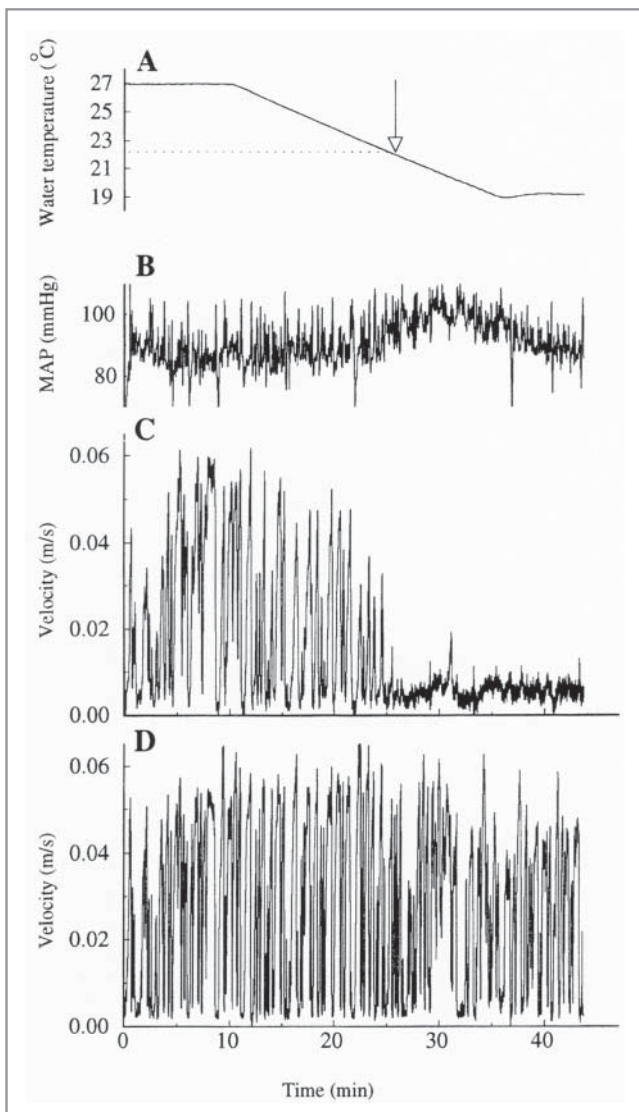 A
Water temperature ( °C)
27
25
23
21
19
B
MAP (mmHg)
100
80
C
Velocity (m/s)
0.06
0.04
0.02
0.00
D
Velocity (m/s)
0.06
0.04
0.02
0.00
0 10 20 30 40
Time (min)